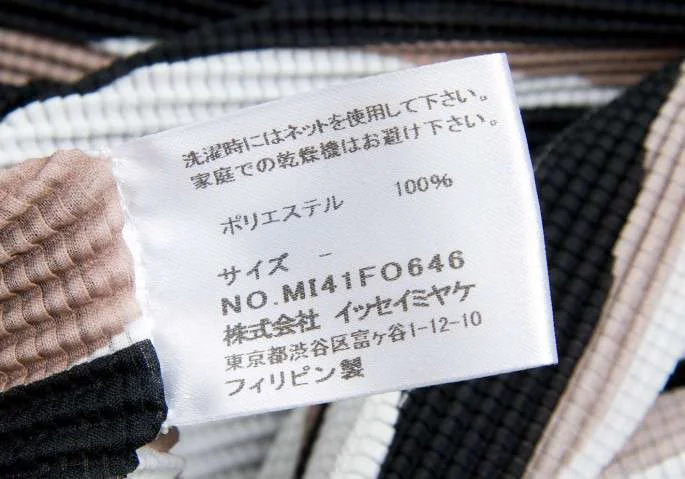 洗濯時にはネットを使用して下さい。
家庭での乾燥機はお避け下さい。
ポリエステル 100%
サイズ -
NO.MI41FO646
株式会社 イッセイミヤケ
東京都渋谷区富ヶ谷1-12-10
フィリピン製